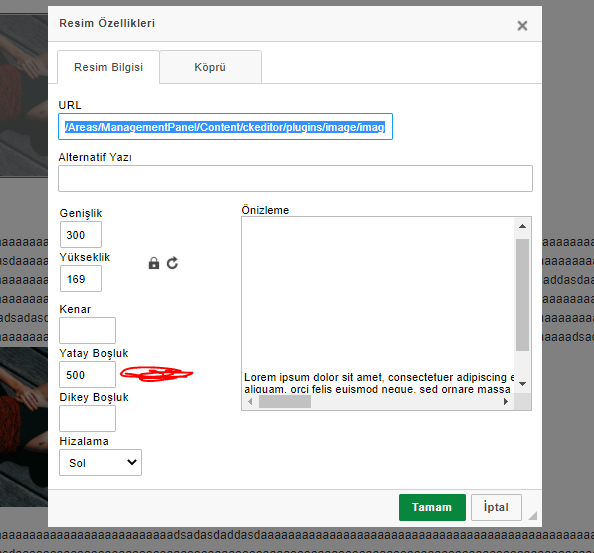 Resim Özellikleri
Resim Bilgisi
Köprü
URL
/Areas/ManagementPanel/Content/ckeditor/plugins/image/imag
Alternatif Yazı
Genişlik
300
Yükseklik
169
Kenar
Yatay Boşluk
500
Dikey Boşluk
Hizalama
Sol
Önizleme
Lorem ipsum dolor sit amet, consectetuer adipiscing e
aliquam, orci felis euismod neque, sed ornare massa
Tamam
İptal